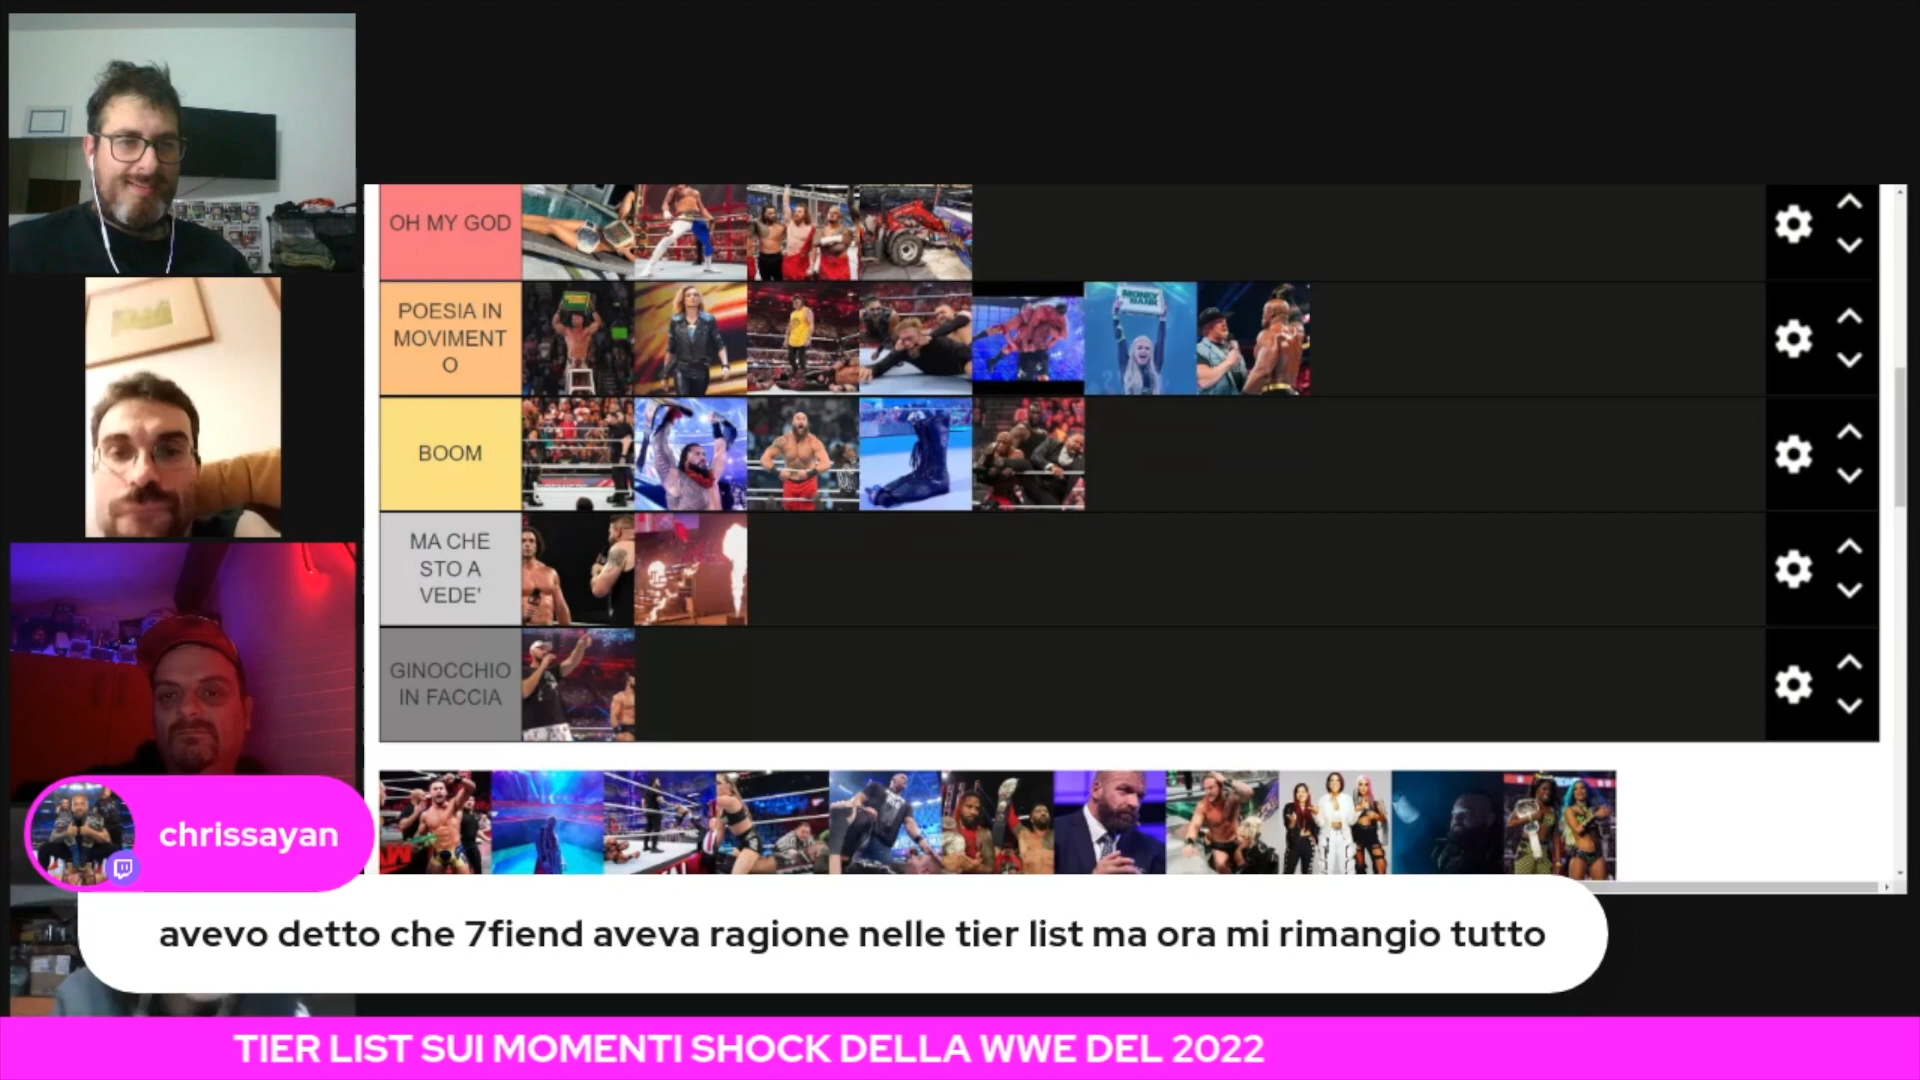 OH MY GOD
POESIA IN
MOVIMENT
O
MONEY
BANK
BOOM
MA CHE
STO A
VEDE'
GINOCCHIO
IN FACCIA
chrissayan
avevo detto che 7fiend aveva ragione nelle tier list ma ora mi rimangio tutto
TIER LIST SUI MOMENTI SHOCK DELLA WWE DEL 2022